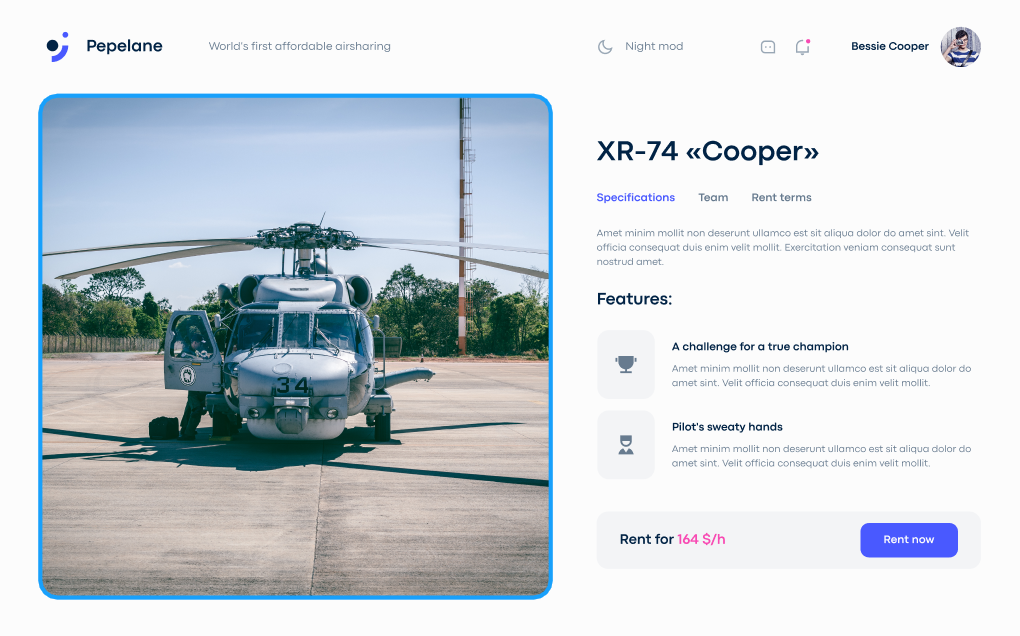 Pepelane
World's first affordable airsharing
Night mod
Bessie Cooper
34
XR-74 «Cooper»
Specifications
Team
Rent terms
Amet minim mollit non deserunt ullamco est sit aliqua dolor do amet sint. Velit
officia consequat duis enim velit mollit. Exercitation veniam consequat sunt
nostrud amet.
Features:
A challenge for a true champion
Amet minim mollit non deserunt ullamco est sit aliqua dolor do
amet sint. Velit officia consequat duis enim velit mollit.
Pilot's sweaty hands
Amet minim mollit non deserunt ullamco est sit aliqua dolor do
amet sint. Velit officia consequat duis enim velit mollit.
Rent for 164 $/h
Rent now